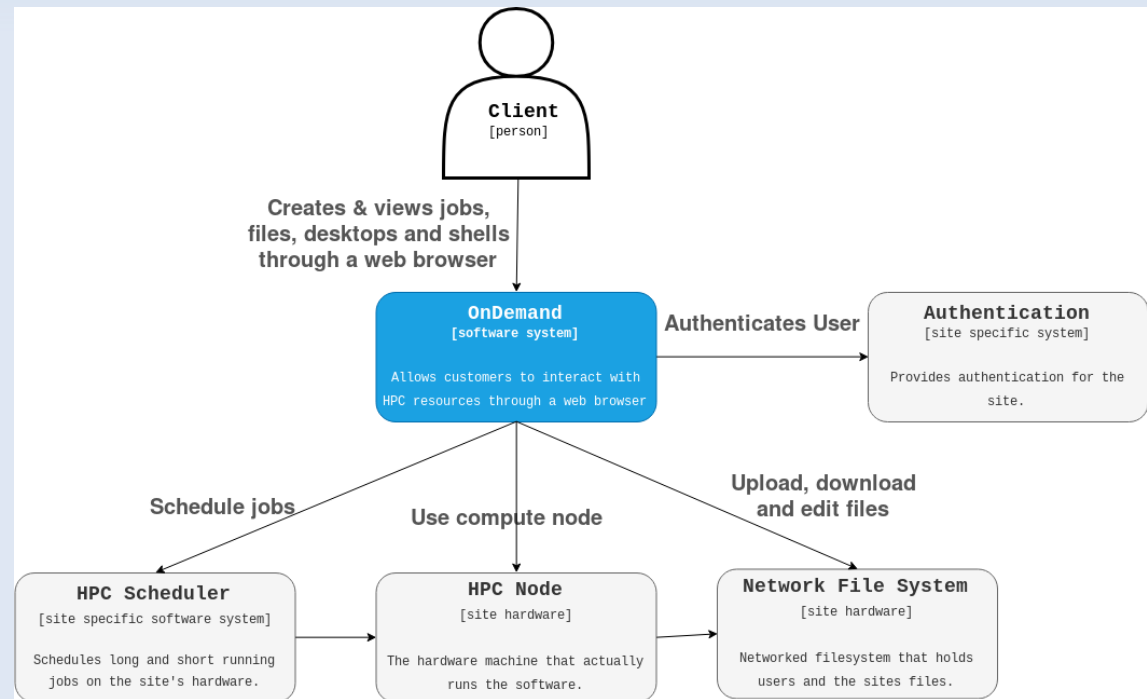 Client
[person]
Creates & views jobs,
files, desktops and shells
through a web browser
OnDemand
[software system]
Allows customers to interact with
HPC resources through a web browser
Authenticates User
Authentication
[site specific system]
Provides authentication for the
site.
Schedule jobs
Use compute node
Upload, download
and edit files
HPC Scheduler
[site specific software system]
Schedules long and short running
jobs on the site's hardware.
HPC Node
[site hardware]
The hardware machine that actually
runs the software.
Network File System
[site hardware]
Networked filesystem that holds
users and the sites files.